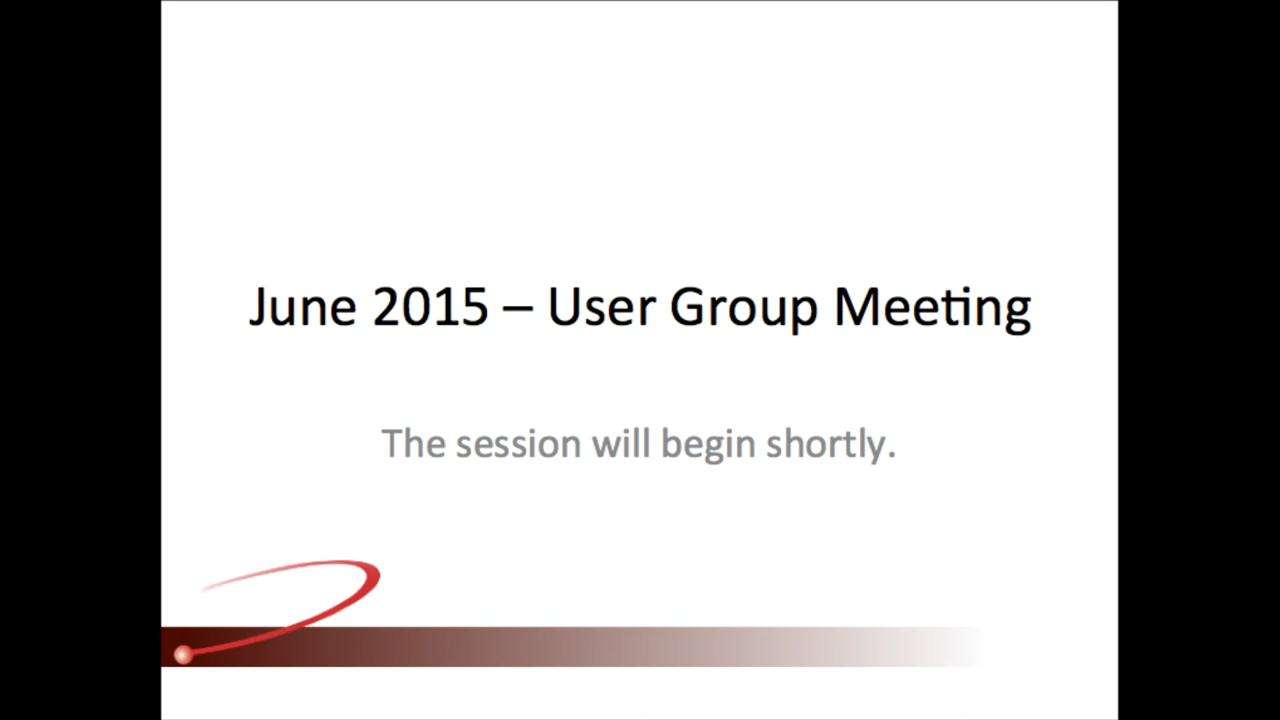 June 2015 – User Group Meeting
The session will begin shortly.